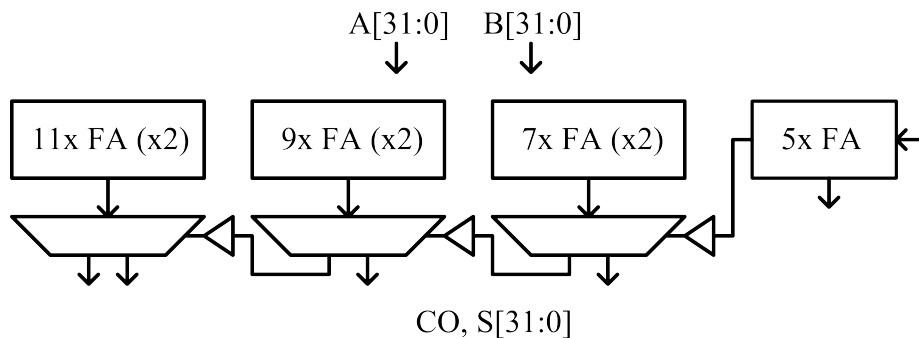 A[31:0] B[31:0]
11x FA (x2) 9x FA (x2) 7x FA (x2) 5x FA
CO, S[31:0]